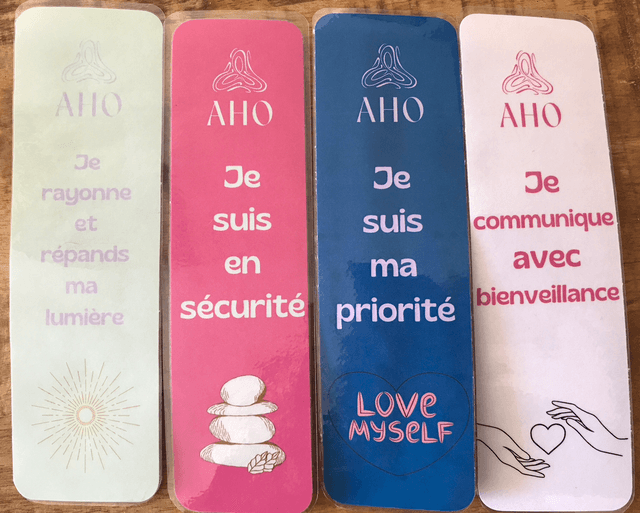 AHO
Je
rayonne
et
répands
ma
lumière
AHO
Je
suis
en
sécurité
AHO
Je
suis
ma
priorité
LOVE
MYSELF
AHO
Je
communique
avec
bienveillance